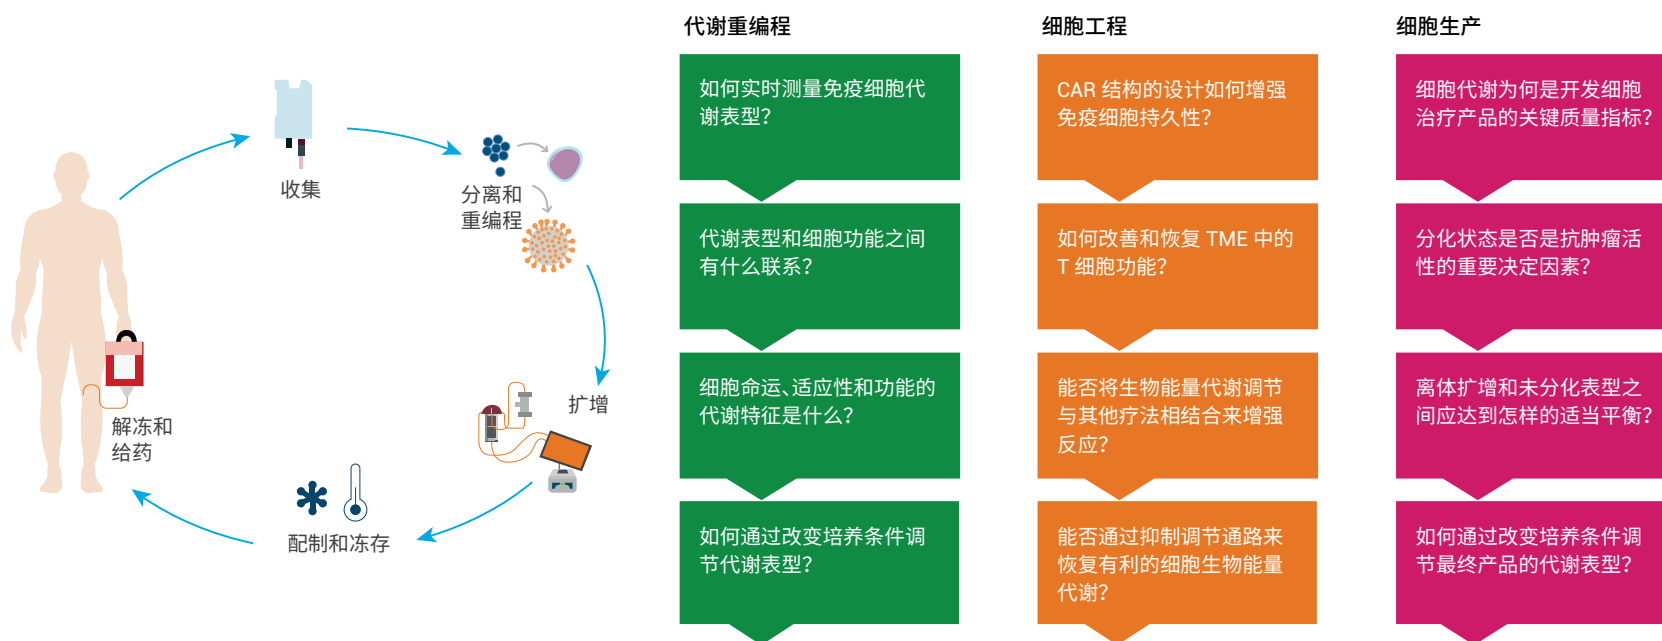 收集
分离和
重编程
扩增
配制和冻存
解冻和
给药
代谢重编程
如何实时测量免疫细胞代
谢表型？
代谢表型和细胞功能之间
有什么联系？
细胞命运、适应性和功能的
代谢特征是什么？
如何通过改变培养条件调
节代谢表型？
细胞工程
CAR 结构的设计如何增强
免疫细胞持久性？
如何改善和恢复 TME 中的
T 细胞功能？
能否将生物能量代谢调节
与其他疗法相结合来增强
反应？
能否通过抑制调节通路来
恢复有利的细胞生物能量
代谢？
细胞生产
细胞代谢为何是开发细胞
治疗产品的关键质量指标？
分化状态是否是抗肿瘤活
性的重要决定因素？
离体扩增和未分化表型之
间应达到怎样的适当平衡？
如何通过改变培养条件调
节最终产品的代谢表型？